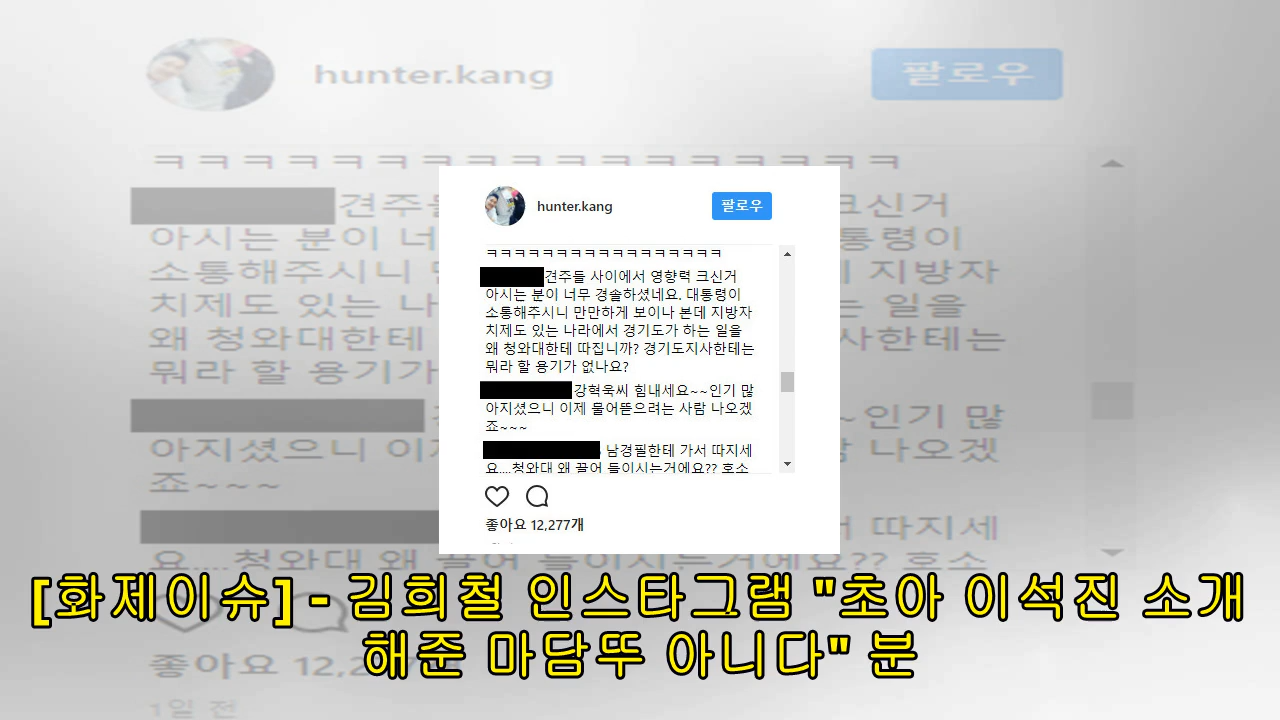 hunter.kang
팔로우
ㅋㅋㅋㅋㅋㅋㅋㅋㅋㅋㅋㅋㅋㅋㅋㅋㅋ
견주들 사이에서 영향력 크신거
아시는 분이 너무 경솔하셨네요. 대통령이
소통해주시니 만만하게 보이나 본데 지방자
치제도 있는 나라에서 경기도가 하는 일을
왜 청와대한테 따집니까? 경기도지사한테는
뭐라 할 용기가 없나요?
강혁욱씨 힘내세요~~인기 많
아지셨으니 이제 물어뜯으려는 사람 나오겠
죠~~~
남경필한테 가서 따지세
요....청와대 왜 끌어 들이시는거에요?? 호소
좋아요 12,277개
1일 전
[화제이슈] - 김희철 인스타그램 "초아 이석진 소개
해준 마담뚜 아니다" 분